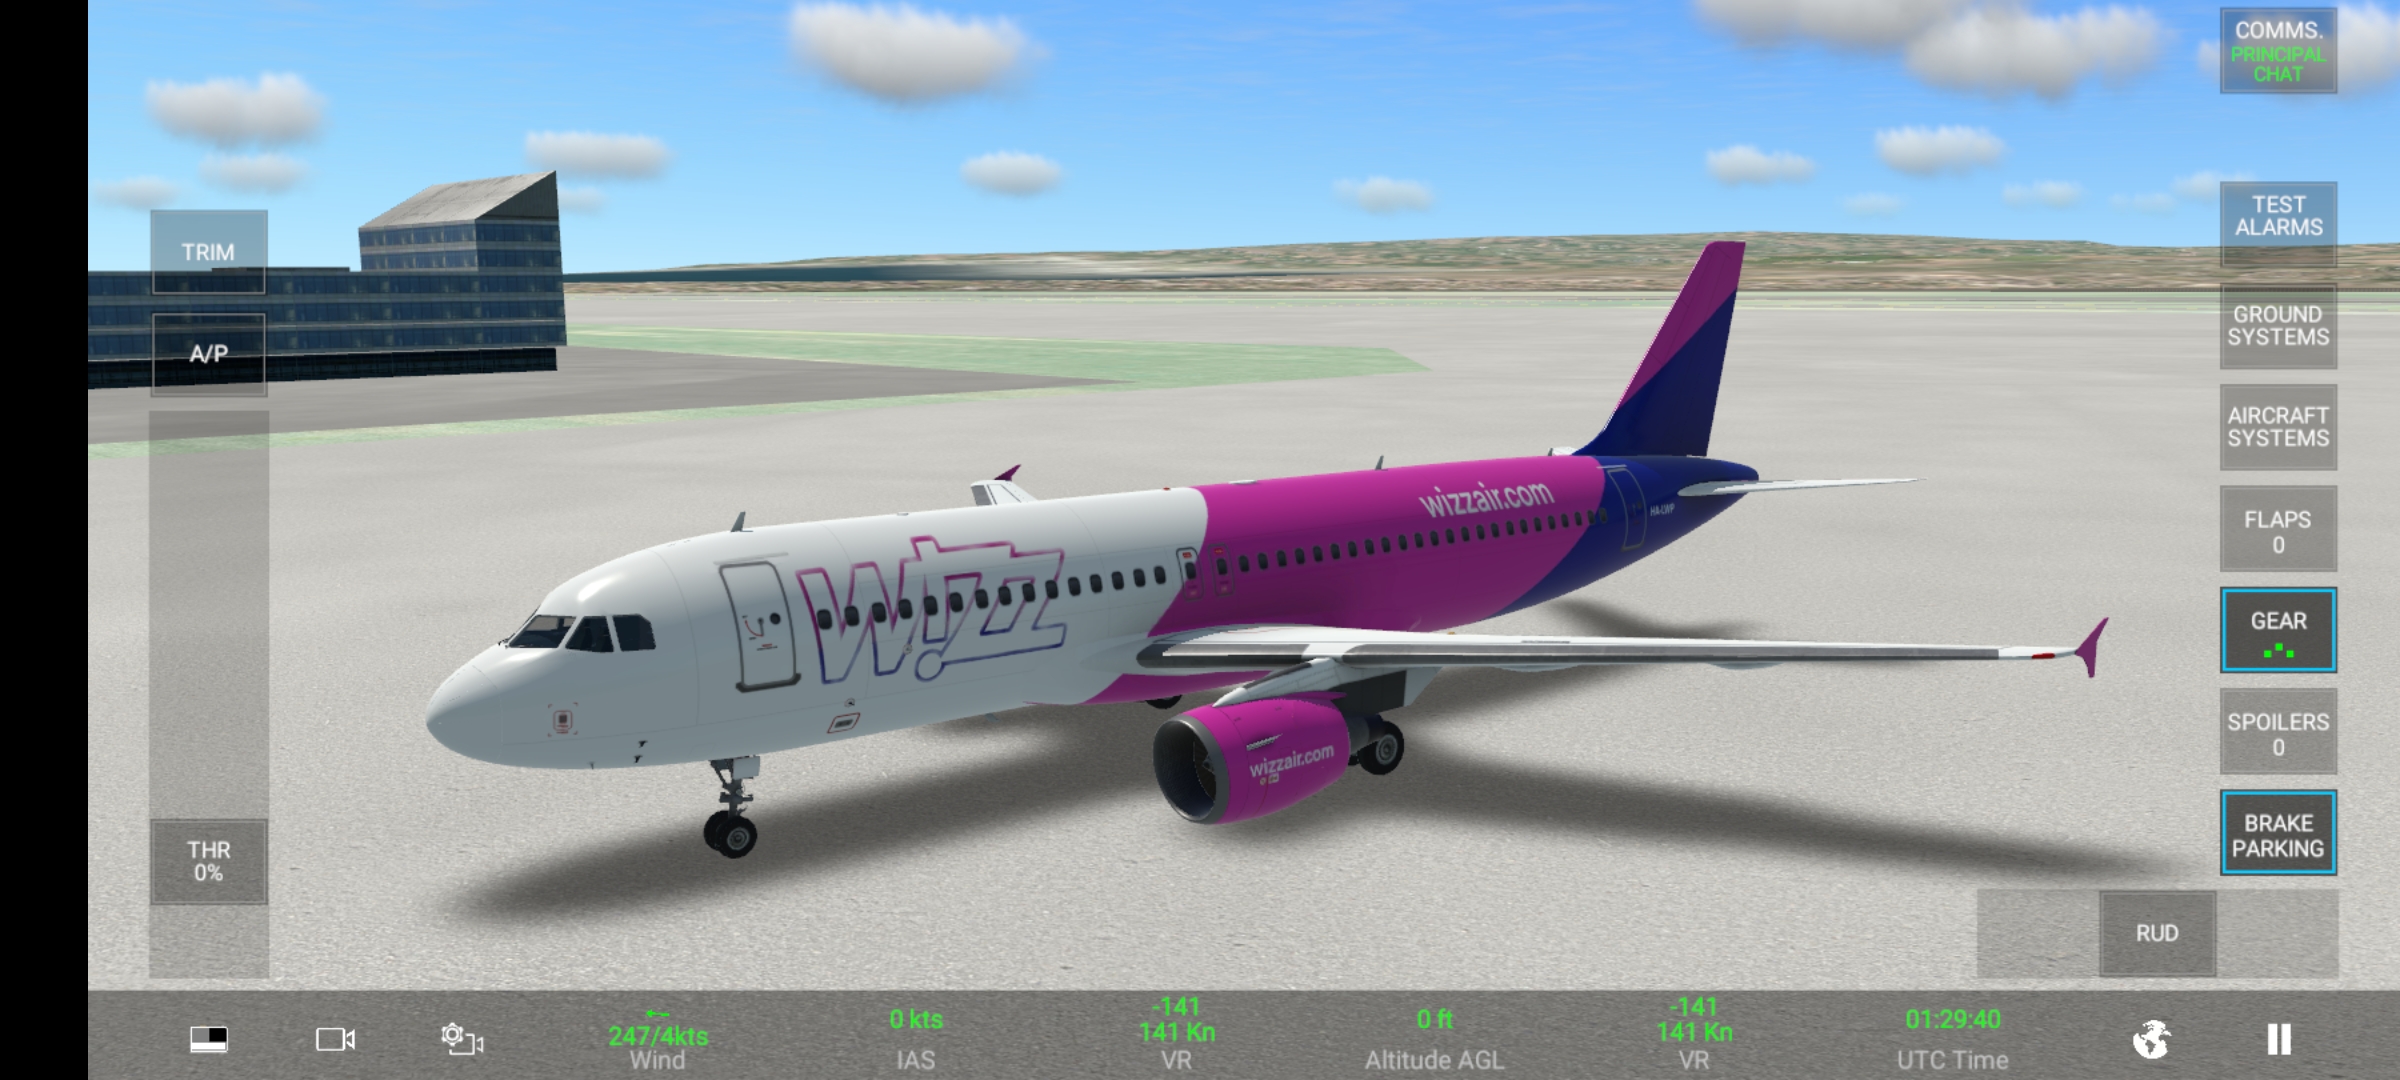 COMMS.
PRINCIPAL
CHAT
TRIM
A/P
TEST
ALARMS
GROUND
SYSTEMS
AIRCRAFT
SYSTEMS
FLAPS
0
GEAR
SPOILERS
0
BRAKE
PARKING
THR
0%
RUD
wizzair.com
HA-LWP
Wizz
wizzair.com
247/4kts
Wind
0 kts
IAS
-141
141 Kn
VR
0 ft
Altitude AGL
-141
141 Kn
VR
01:29:40
UTC Time